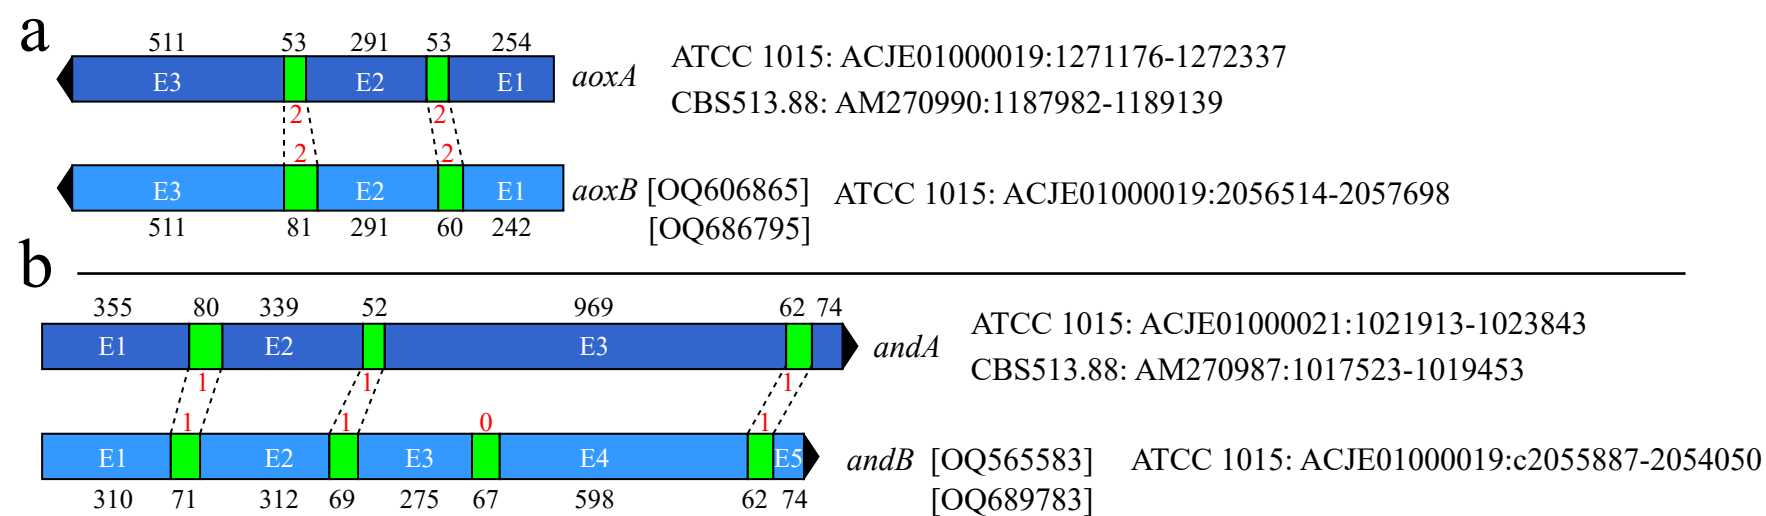 a
511 53 291 53 254
E3 E2 E1 aoxA
ATCC 1015: ACJE01000019:1271176-1272337
CBS513.88: AM270990:1187982-1189139
2 2
2 2
E3 E2 E1 aoxB [OQ606865] ATCC 1015: ACJE01000019:2056514-2057698
[OQ686795]
511 81 291 60 242
b
355 80 339 52 969 62 74
E1 E2 E3 andA
ATCC 1015: ACJE01000021:1021913-1023843
CBS513.88: AM270987:1017523-1019453
1 1 1
1 1 0 1
E1 E2 E3 E4 E5 andB [OQ565583] ATCC 1015: ACJE01000019:c2055887-2054050
[OQ689783]
310 71 312 69 275 67 598 62 74